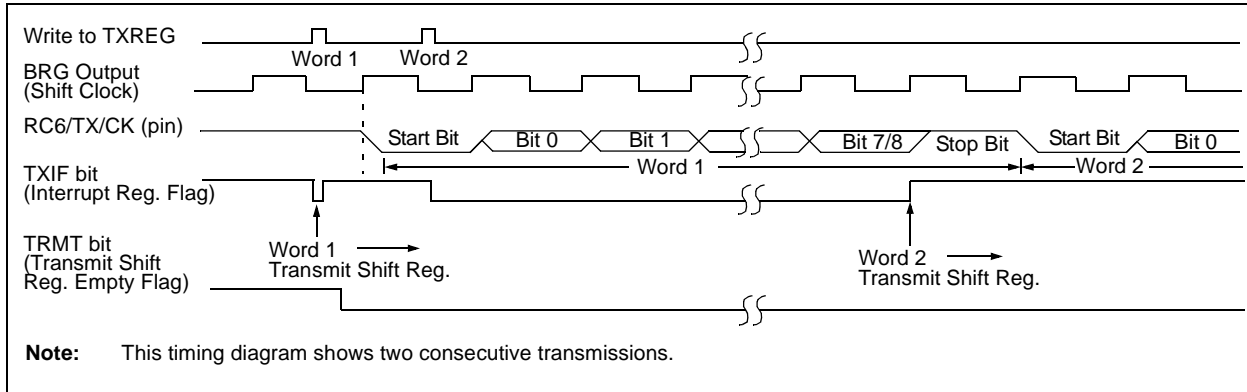 Write to TXREG
Word 1
Word 2
BRG Output
(Shift Clock)
RC6/TX/CK (pin)
Start Bit
Bit 0
Bit 1
Bit 7/8
Stop Bit
Start Bit
Bit 0
Word 1
Word 2
TXIF bit
(Interrupt Reg. Flag)
Word 1
Transmit Shift Reg.
Word 2
Transmit Shift Reg.
TRMT bit
(Transmit Shift
Reg. Empty Flag)
Note: This timing diagram shows two consecutive transmissions.